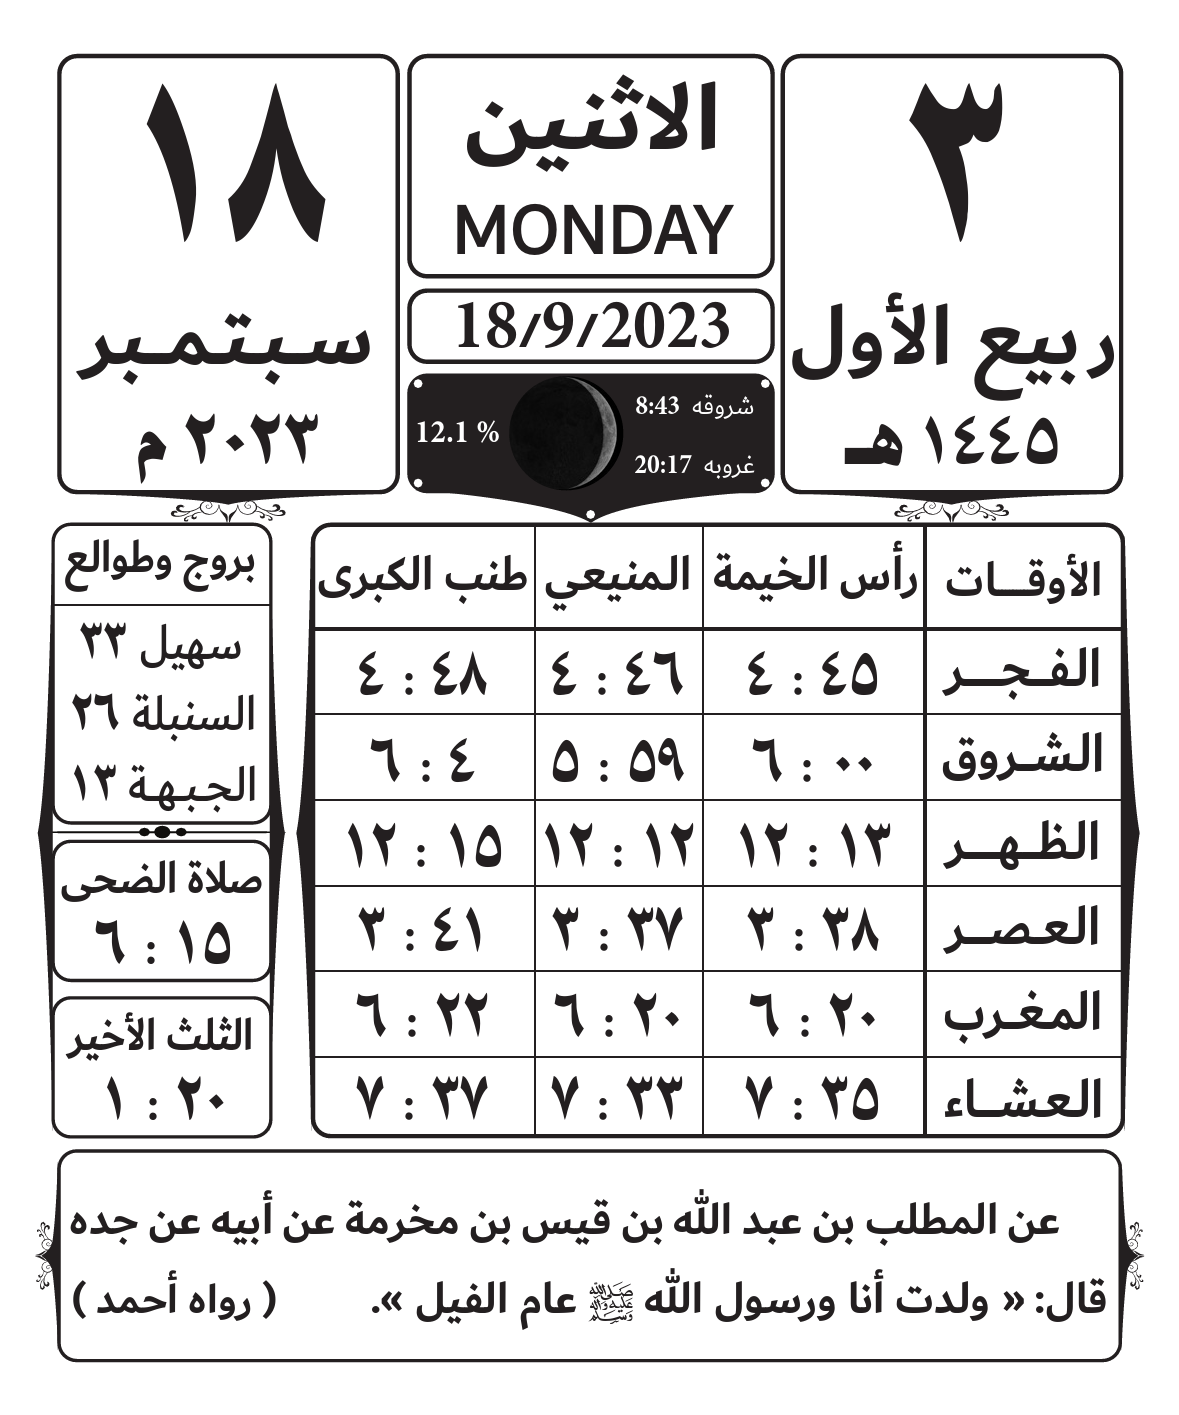 ٣
ربيع الأول
١٤٤٥ هـ
الاثنين
MONDAY
18/9/2023
شروقه 8:43
12.1 %
غروبه 20:17
١٨
سبتمبر
٢٠٢٣ م
الأوقات رأس الخيمة المنيعي طنب الكبرى
الفجر ٤ : ٤٥ ٤ : ٤٦ ٤ : ٤٨
الشروق ٦ : ٠٠ ٥ : ٥٩ ٦ : ٤
الظهر ١٢ : ١٣ ١٢ : ١٢ ١٢ : ١٥
العصر ٣ : ٣٨ ٣ : ٣٧ ٣ : ٤١
المغرب ٦ : ٢٠ ٦ : ٢٠ ٦ : ٢٢
العشاء ٧ : ٣٥ ٧ : ٣٣ ٧ : ٣٧
بروج وطوالع
سهيل ٣٣
السنبلة ٢٦
الجبهة ١٣
صلاة الضحى
٦ : ١٥
الثلث الأخير
١ : ٢٠
عن المطلب بن عبد الله بن قيس بن مخرمة عن أبيه عن جده
قال: « ولدت أنا ورسول الله ﷺ عام الفيل ». ( رواه أحمد )